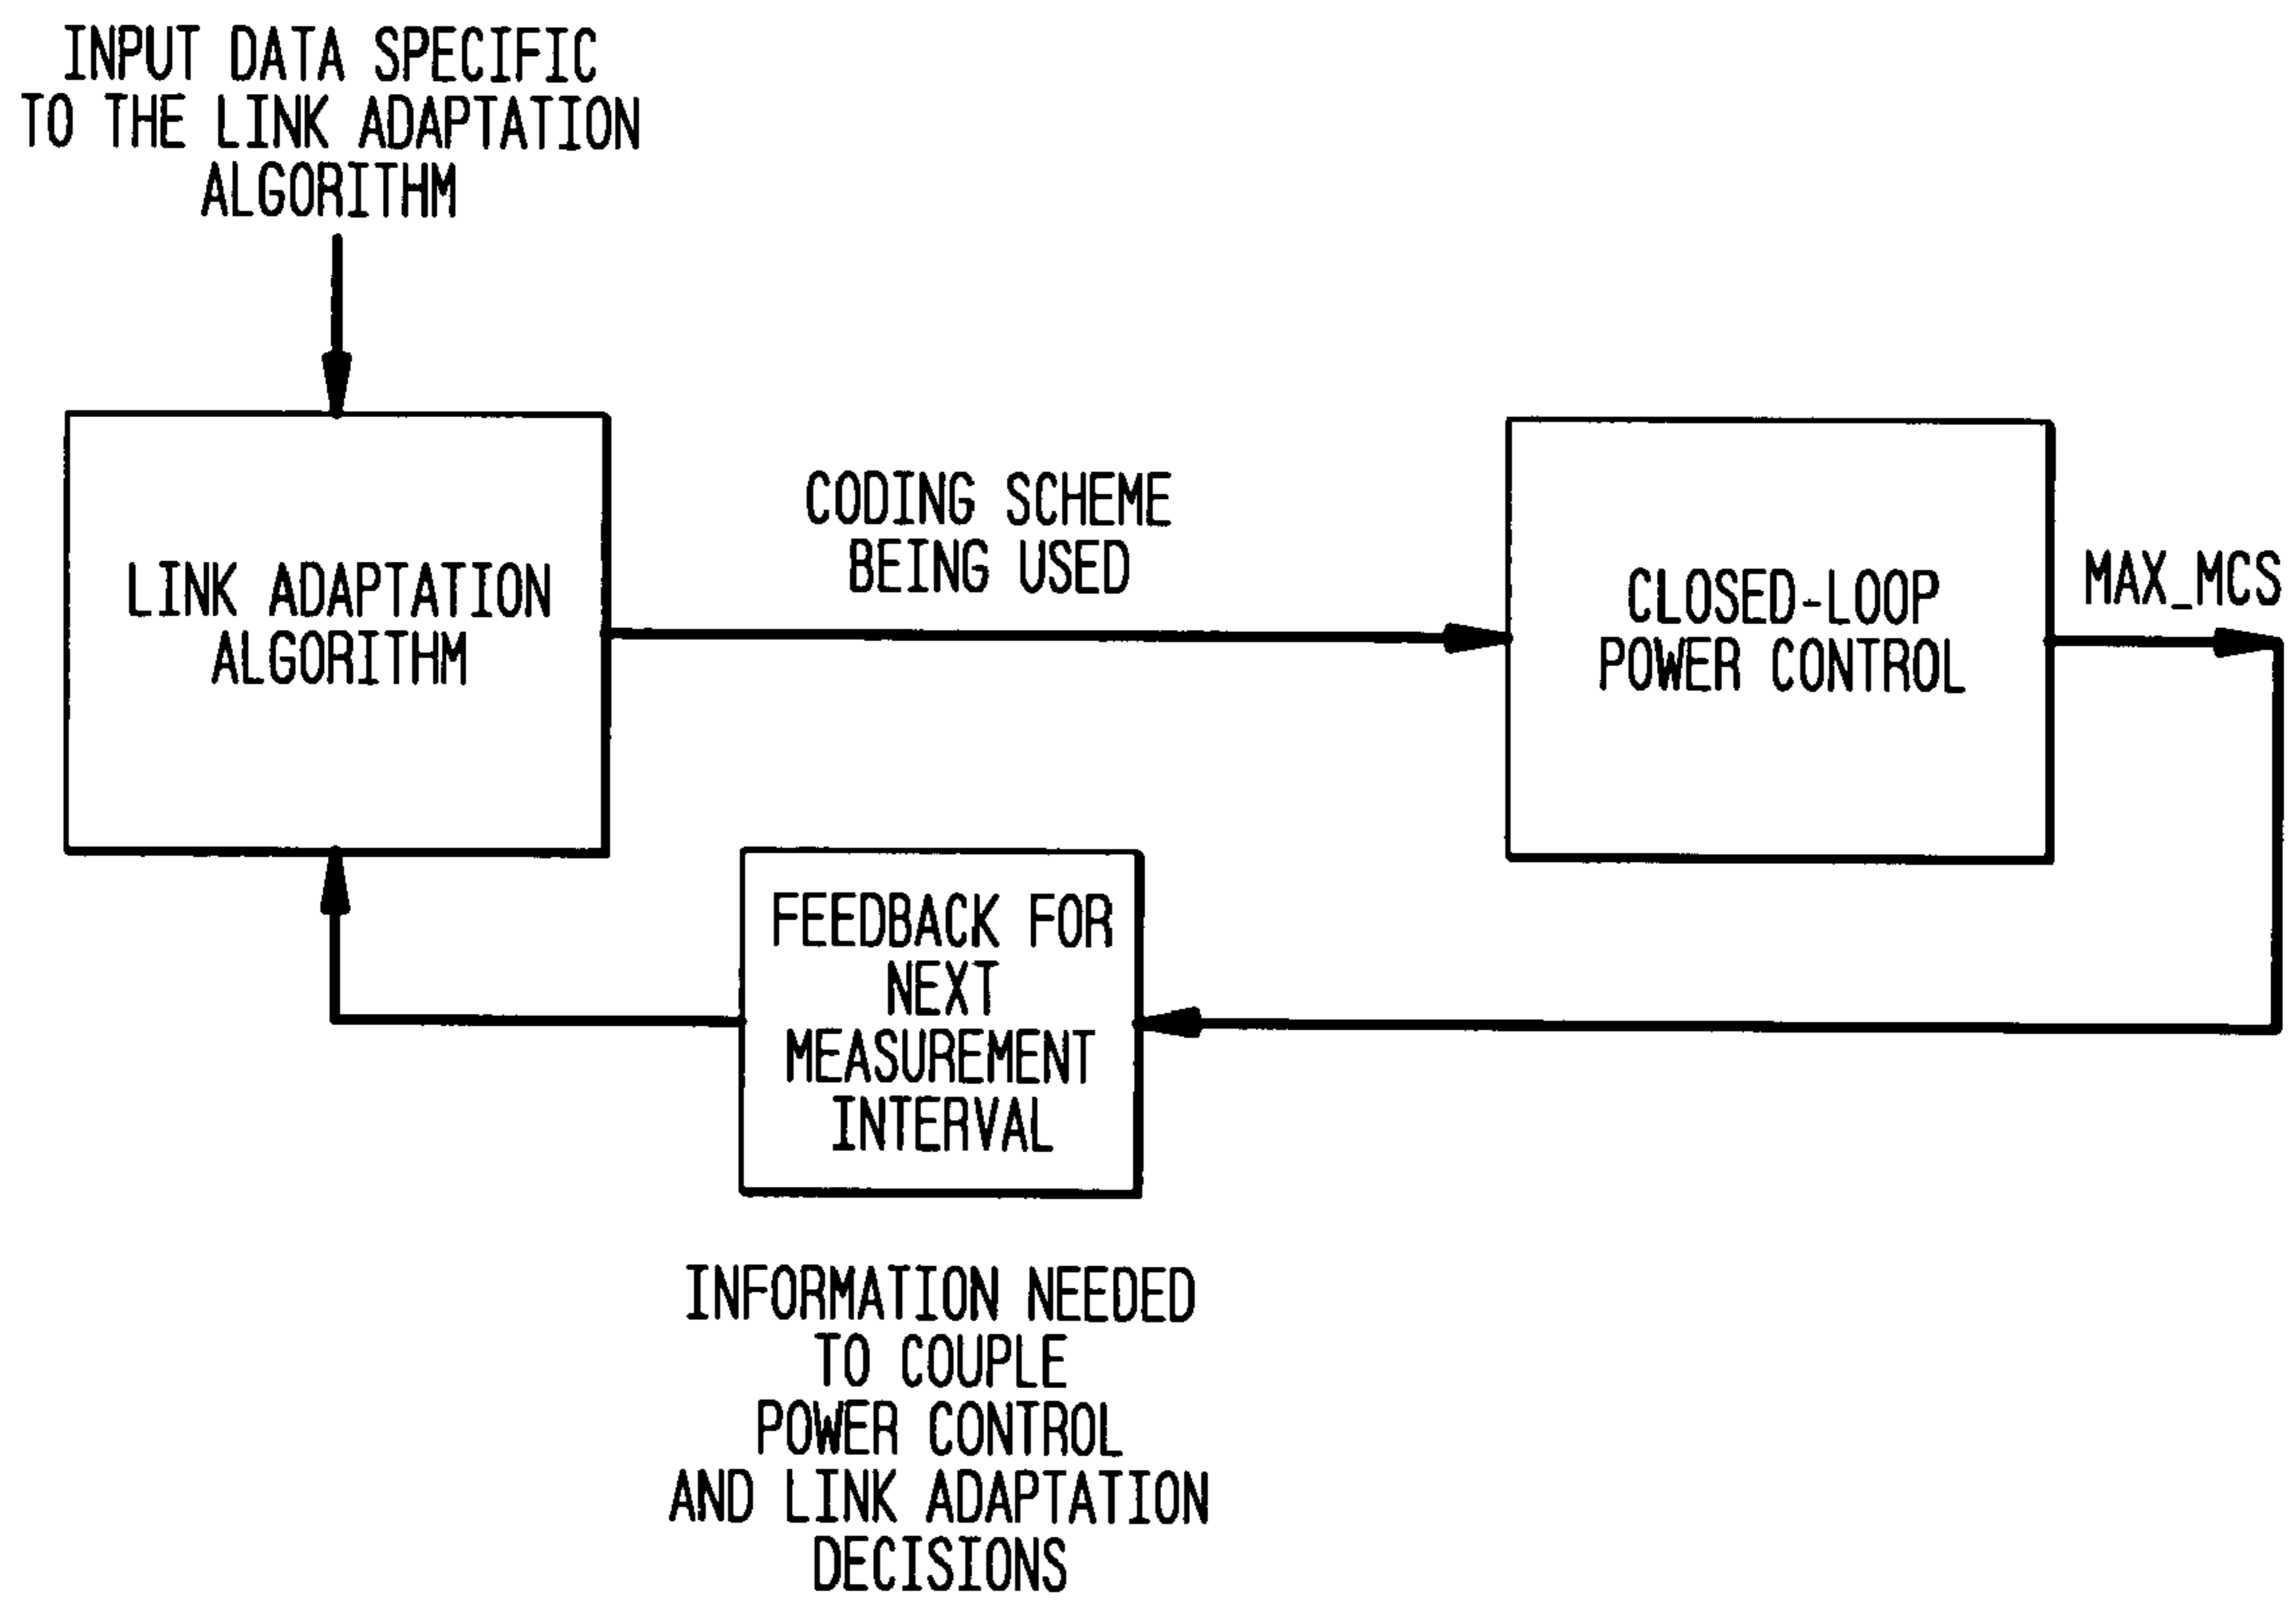 INPUT DATA SPECIFIC
TO THE LINK ADAPTATION
ALGORITHM
LINK ADAPTATION
ALGORITHM
CODING SCHEME
BEING USED
CLOSED-LOOP
POWER CONTROL
MAX_MCS
FEEDBACK FOR
NEXT
MEASUREMENT
INTERVAL
INFORMATION NEEDED
TO COUPLE
POWER CONTROL
AND LINK ADAPTATION
DECISIONS